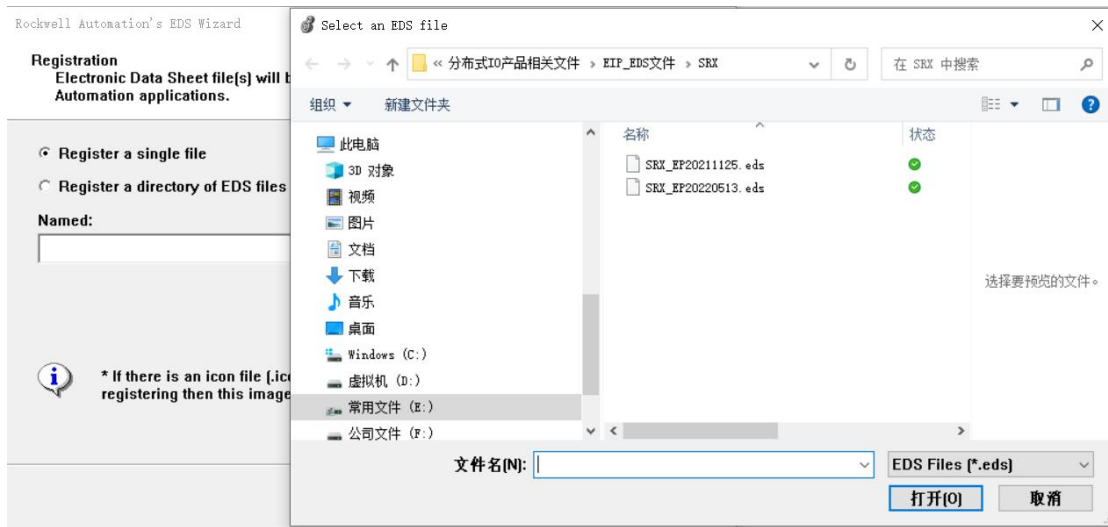 Rockwell Automation's EDS Wizard
Registration
Electronic Data Sheet file(s) will b
Automation applications.
Register a single file
Register a directory of EDS files
Named:
* If there is an icon file (.ico
registering then this image
Select an EDS file
« 分布式IO产品相关文件 › EIP_EDS文件 › SRX
在 SRX 中搜索
组织
新建文件夹
此电脑
3D 对象
视频
图片
文档
下载
音乐
桌面
Windows (C:)
虚拟机 (D:)
常用文件 (E:)
公司文件 (F:)
名称
状态
SRX_EP20211125.eds
SRX_EP20220513.eds
选择要预览的文件。
文件名(N):
EDS Files (*.eds)
打开(O)
取消